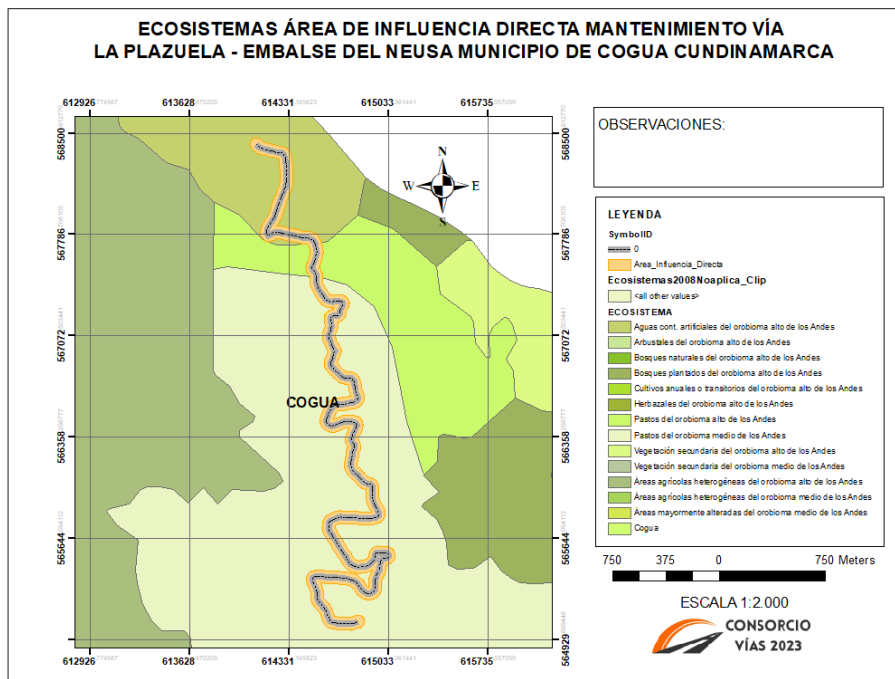 ECOSISTEMAS ÁREA DE INFLUENCIA DIRECTA MANTENIMIENTO VÍA
LA PLAZUELA - EMBALSE DEL NEUSA MUNICIPIO DE COGUA CUNDINAMARCA
612926 613628 614331 615033 615735
568500 568500
567786 567786
567072 567072
566358 566358
565644 565644
564929
612926 613628 614331 615033 615735
N
W E
S
COGUA
OBSERVACIONES:
LEYENDA
SymbolID
0
Area_Influencia_Directa
Ecosistemas2008Noaplica_Clip
<all other values>
ECOSISTEMA
Aguas cont. artificiales del orobioma alto de los Andes
Arbustales del orobioma alto de los Andes
Bosques naturales del orobioma alto de los Andes
Bosques plantados del orobioma alto de los Andes
Cultivos anuales o transitorios del orobioma alto de los Andes
Herbazales del orobioma alto de los Andes
Pastos del orobioma alto de los Andes
Pastos del orobioma medio de los Andes
Vegetación secundaria del orobioma alto de los Andes
Vegetación secundaria del orobioma medio de los Andes
Áreas agrícolas heterogéneas del orobioma alto de los Andes
Áreas agrícolas heterogéneas del orobioma medio de los Andes
Áreas mayormente alteradas del orobioma medio de los Andes
Cogua
750 375 0 750 Meters
ESCALA 1:2.000
CONSORCIO
VÍAS 2023